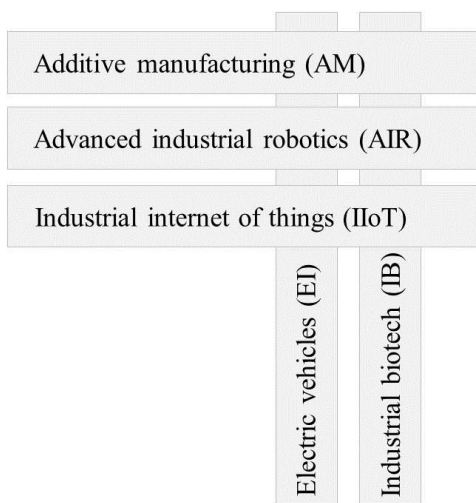 Additive manufacturing (AM)
Advanced industrial robotics (AIR)
Industrial internet of things (IIoT)
Electric vehicles (EI)
Industrial biotech (IB)